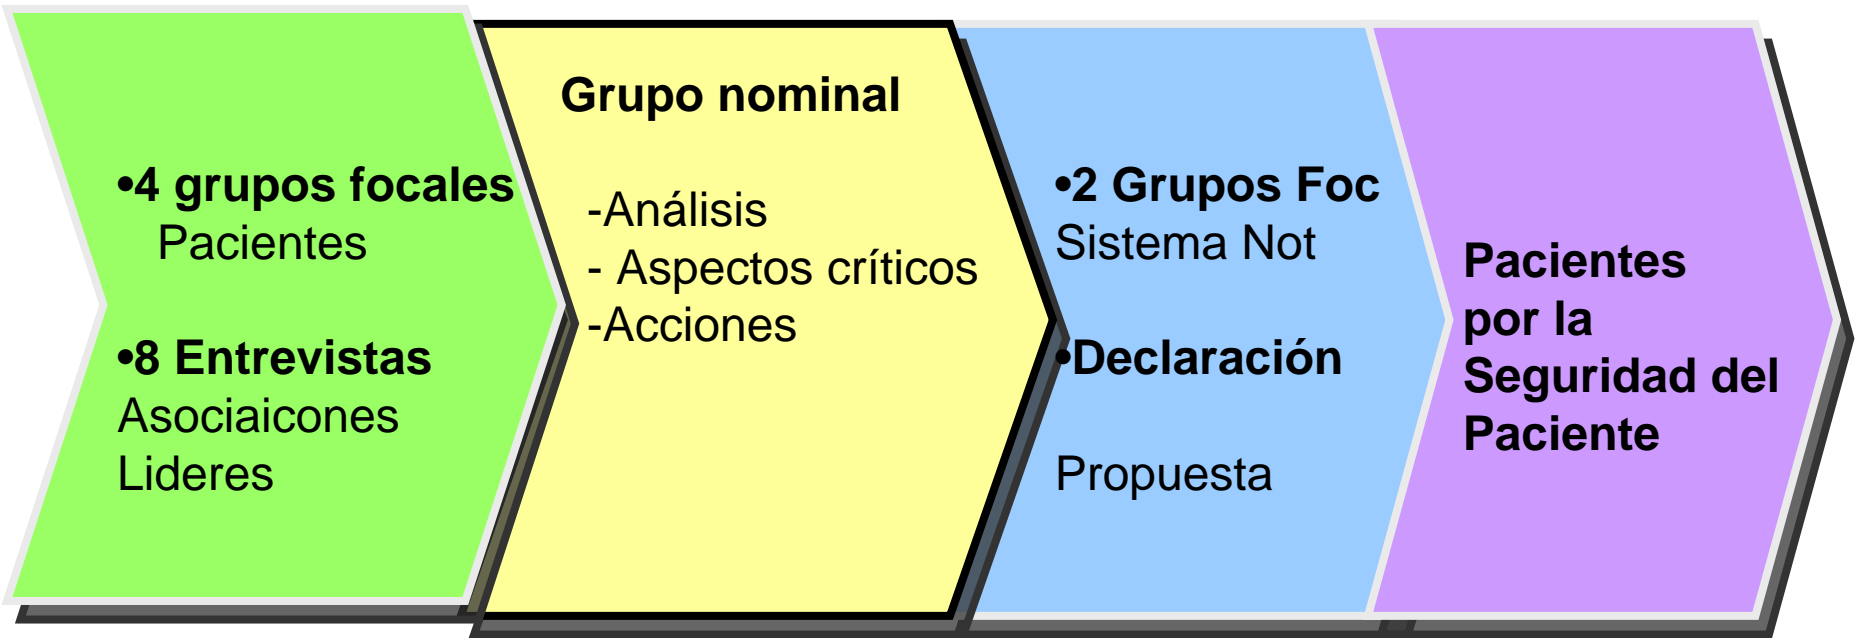 •4 grupos focales
Pacientes
•8 Entrevistas
Asociaicones
Lideres
Grupo nominal
-Análisis
- Aspectos críticos
-Acciones
•2 Grupos Foc
Sistema Not
•Declaración
Propuesta
Pacientes
por la
Seguridad del
Paciente